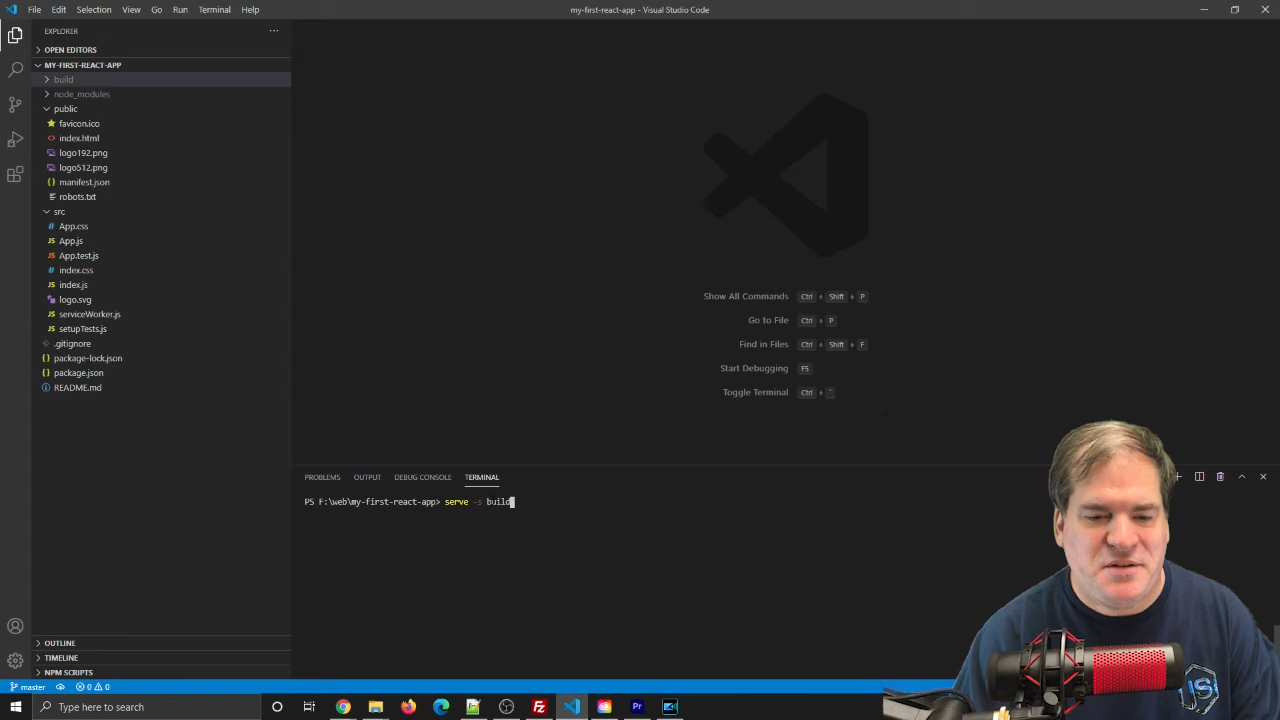 File Edit Selection View Go Run Terminal Help
my-first-react-app - Visual Studio Code
EXPLORER
OPEN EDITORS
MY-FIRST-REACT-APP
build
node_modules
public
favicon.ico
index.html
logo192.png
logo512.png
manifest.json
robots.txt
src
App.css
App.js
App.test.js
index.css
index.js
logo.svg
serviceWorker.js
setupTests.js
.gitignore
package-lock.json
package.json
README.md
OUTLINE
TIMELINE
NPM SCRIPTS
Show All Commands Ctrl + Shift + P
Go to File Ctrl + P
Find in Files Ctrl + Shift + F
Start Debugging F5
Toggle Terminal Ctrl + `
PROBLEMS OUTPUT DEBUG CONSOLE TERMINAL
PS F:\web\my-first-react-app> serve -s build
master 0 0
Type here to search
JS